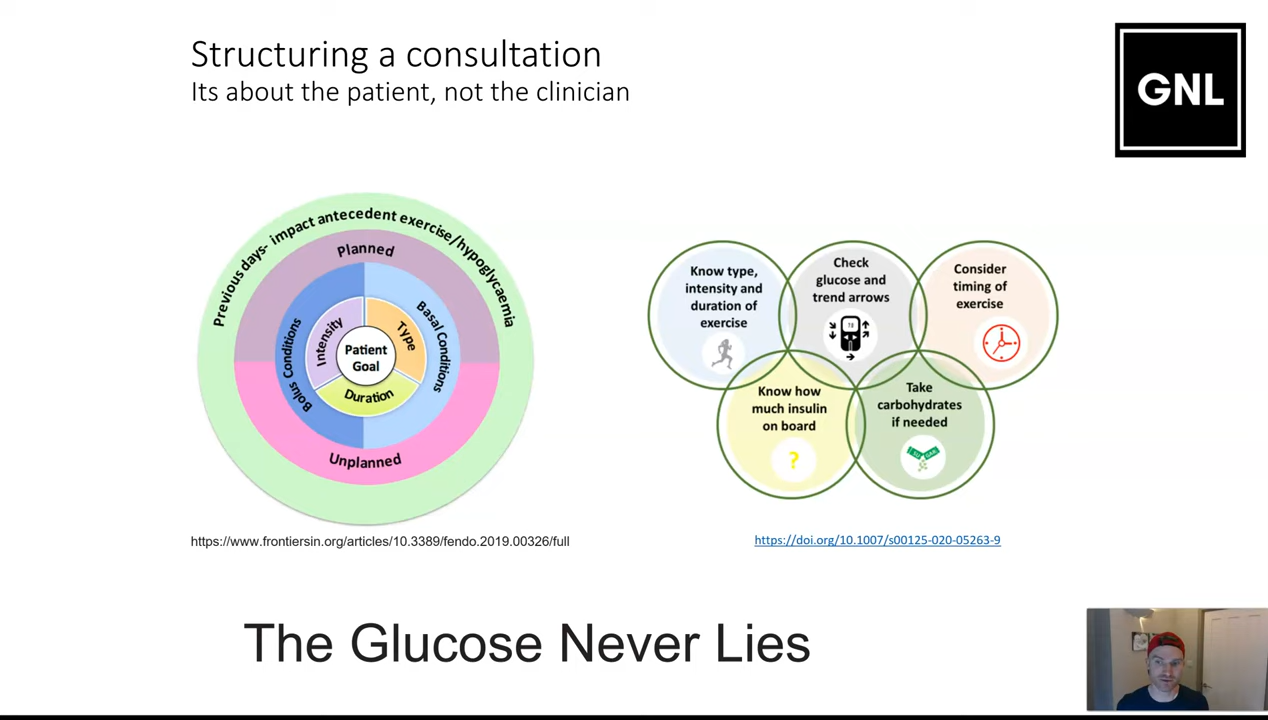 Structuring a consultation
Its about the patient, not the clinician
GNL
Previous days- impact antecedent exercise/hypoglycaemia
Planned
Bolus Conditions
Basal Conditions
Intensity
Type
Patient
Goal
Duration
Unplanned
Know type,
intensity and
duration of
exercise
Check
glucose and
trend arrows
Consider
timing of
exercise
Know how
much insulin
on board
?
Take
carbohydrates
if needed
https://www.frontiersin.org/articles/10.3389/fendo.2019.00326/full
https://doi.org/10.1007/s00125-020-05263-9
The Glucose Never Lies